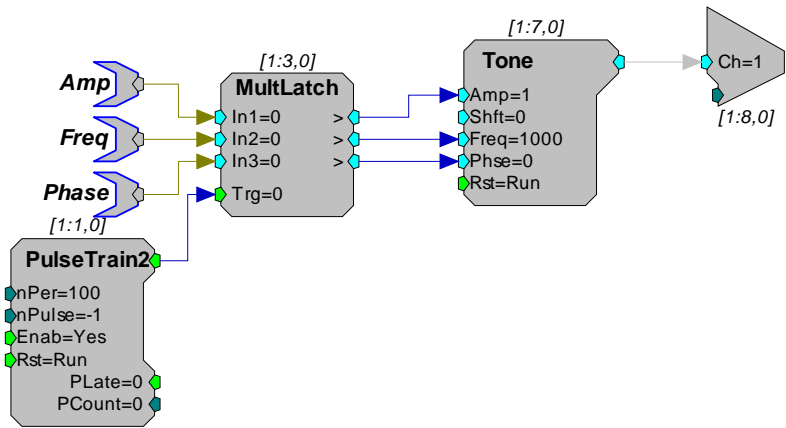 Amp
Freq
Phase
[1:3,0]
MultLatch
In1=0 >
In2=0 >
In3=0 >
Trg=0
[1:7,0]
Tone
Amp=1
Shft=0
Freq=1000
Phse=0
Rst=Run
Ch=1
[1:8,0]
[1:1,0]
PulseTrain2
nPer=100
nPulse=-1
Enab=Yes
Rst=Run
PLate=0
PCount=0